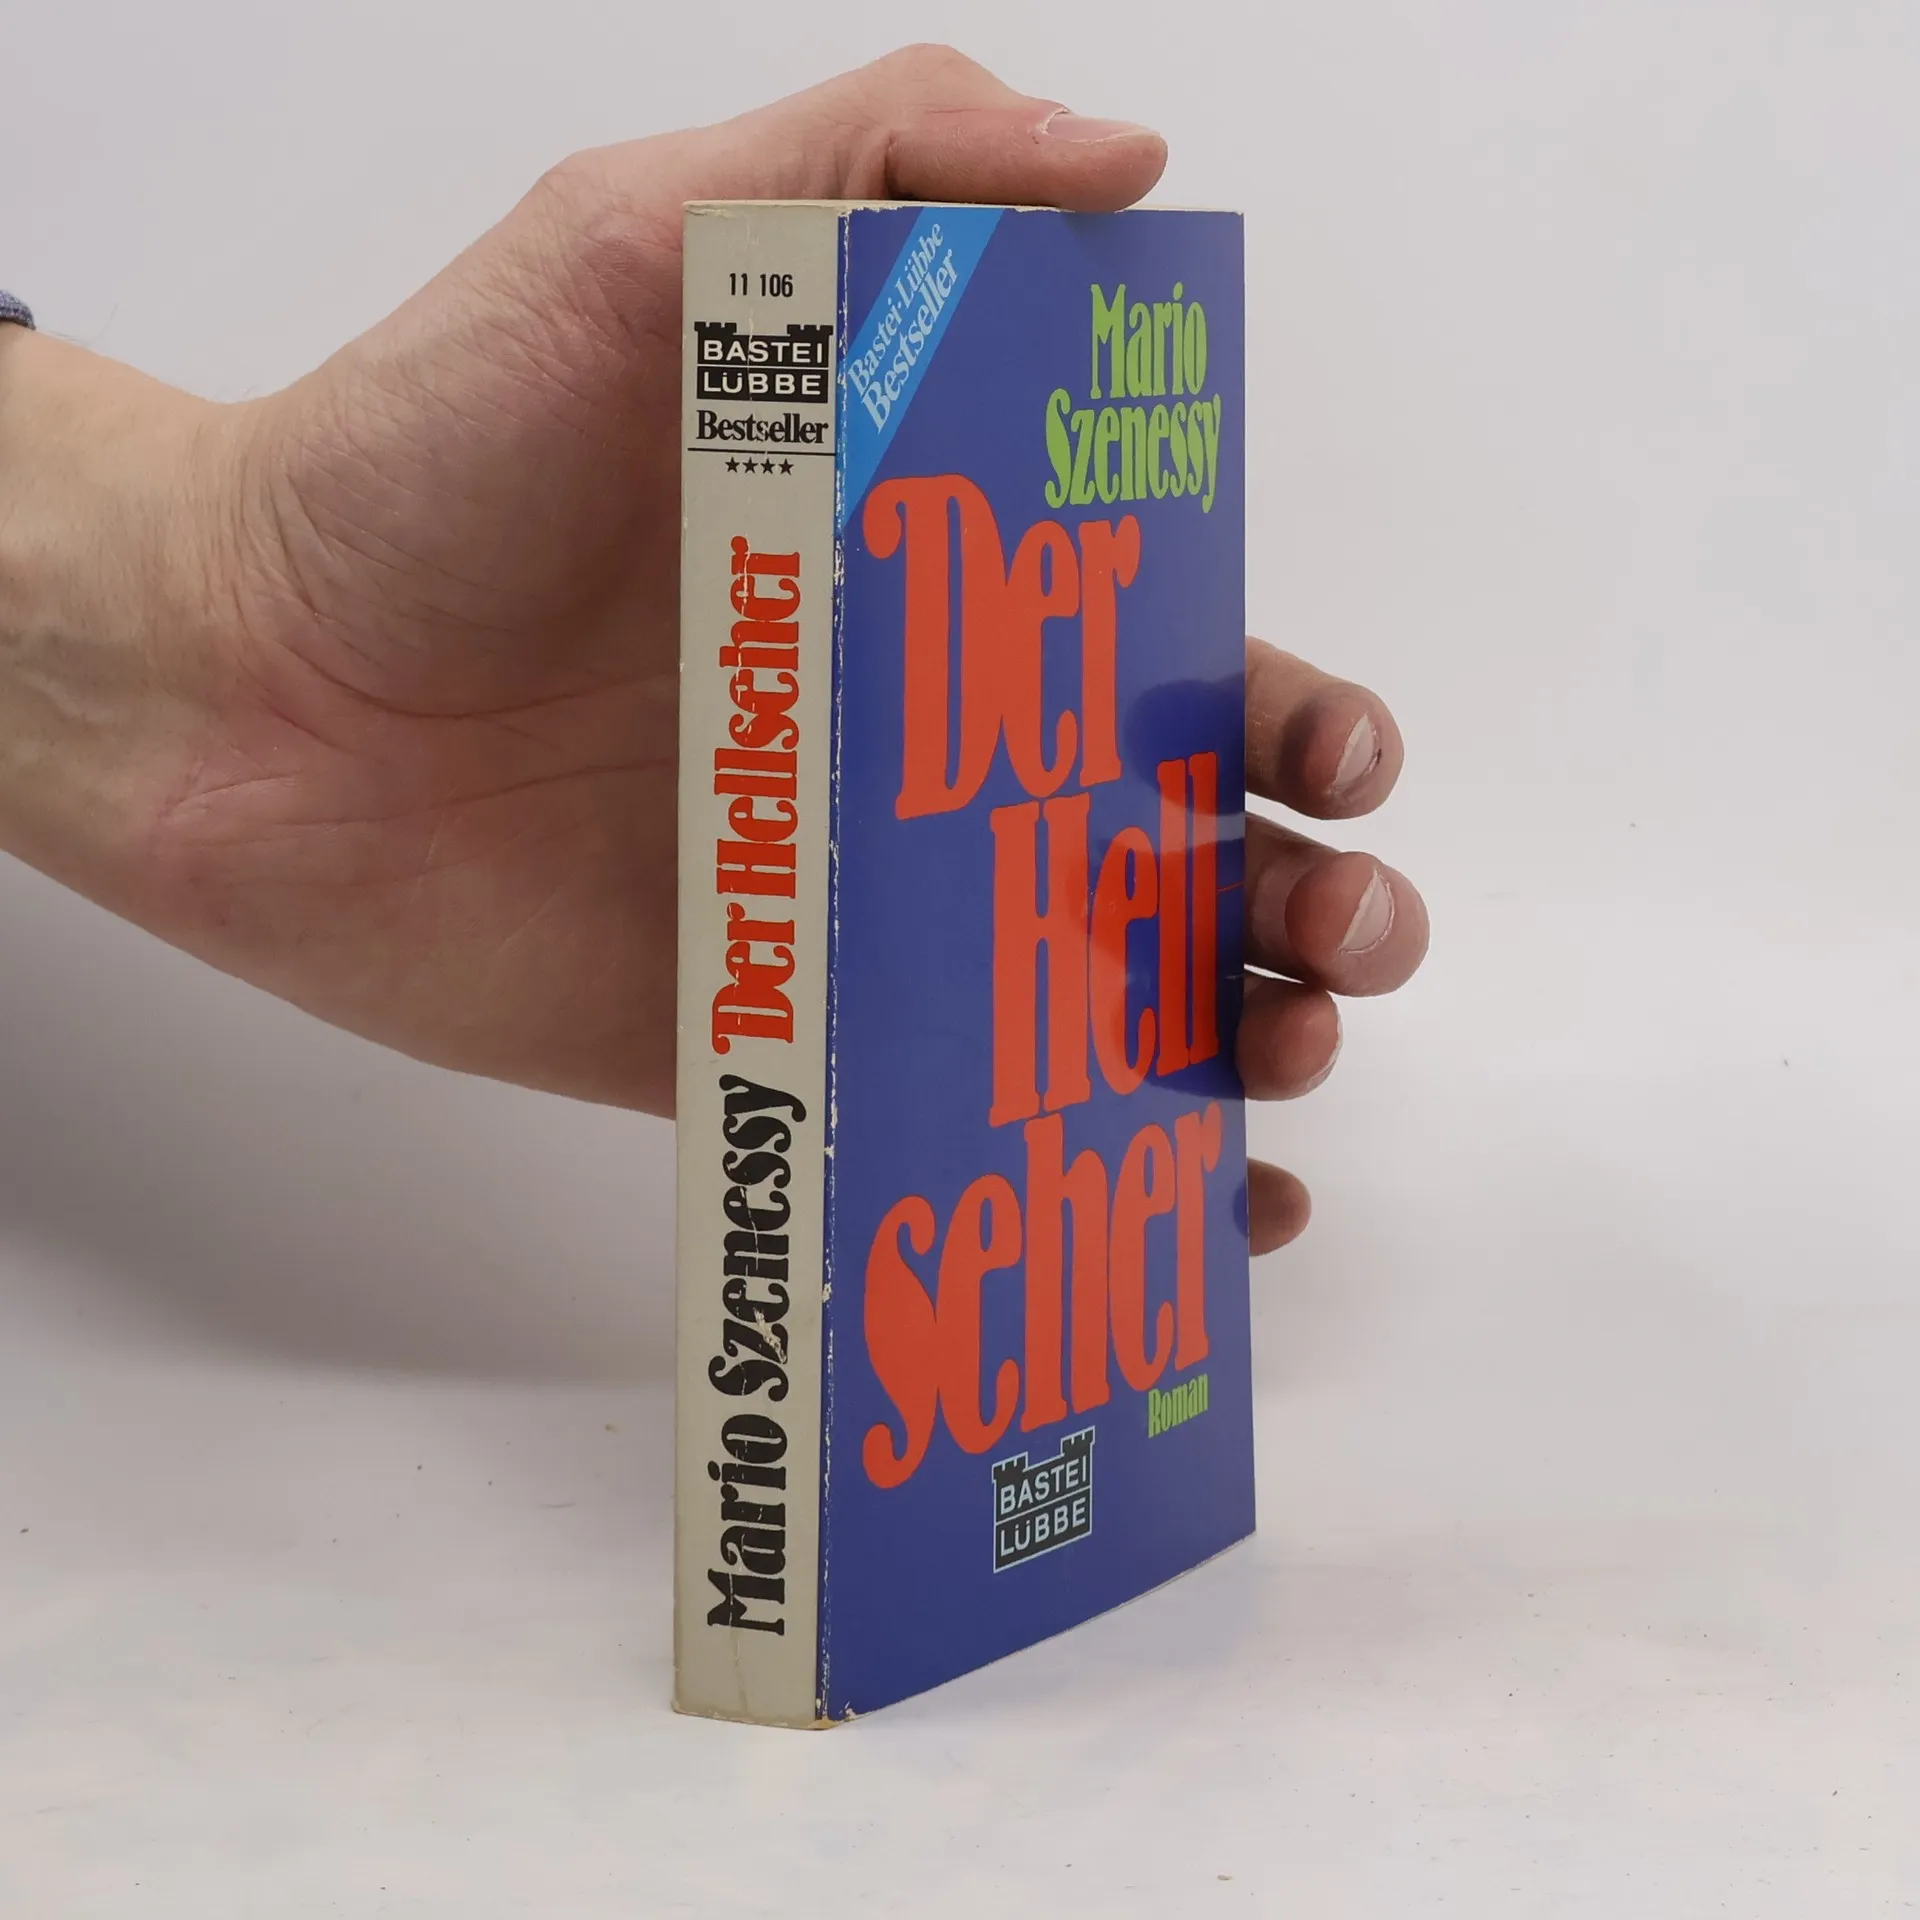 11 106
BASTEI
LÜBBE
Bestseller
★★★★
Mario Szenessy Der Hellseher
Bastei-Lübbe
Bestseller
Mario
Szenessy
Der
Hell
seher
Roman
BASTEI
LÜBBE